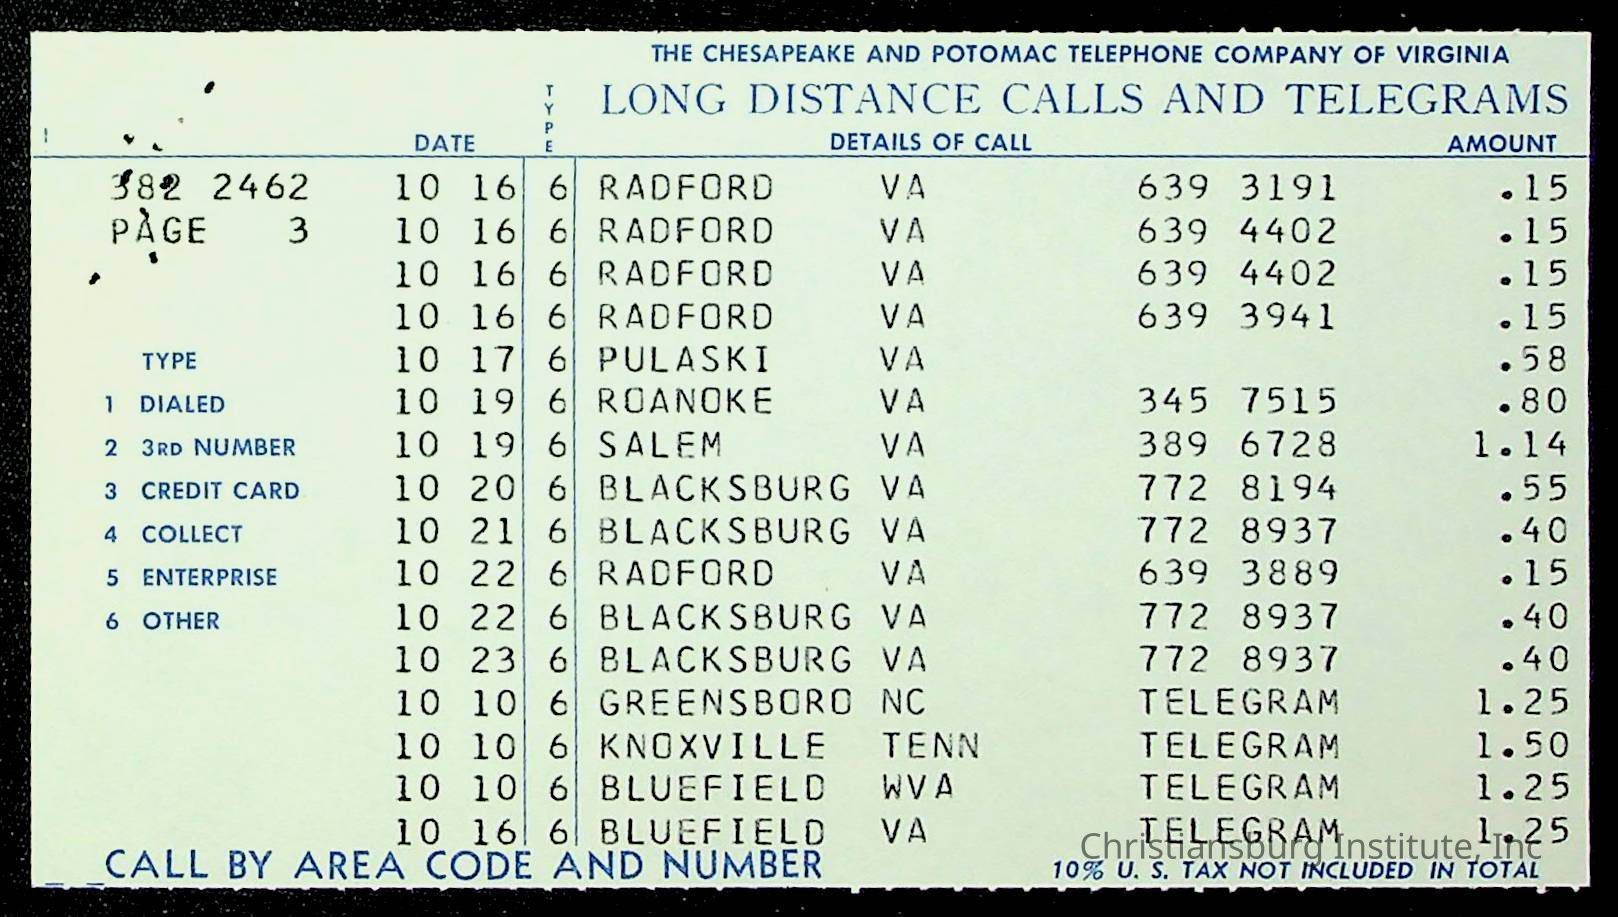 THE CHESAPEAKE AND POTOMAC TELEPHONE COMPANY OF VIRGINIA
LONG DISTANCE CALLS AND TELEGRAMS
DATE TYPE DETAILS OF CALL AMOUNT
382 2462 10 16 6 RADFORD VA 639 3191 .15
PAGE 3 10 16 6 RADFORD VA 639 4402 .15
10 16 6 RADFORD VA 639 4402 .15
10 16 6 RADFORD VA 639 3941 .15
TYPE 10 17 6 PULASKI VA .58
1 DIALED 10 19 6 ROANOKE VA 345 7515 .80
2 3RD NUMBER 10 19 6 SALEM VA 389 6728 1.14
3 CREDIT CARD 10 20 6 BLACKSBURG VA 772 8194 .55
4 COLLECT 10 21 6 BLACKSBURG VA 772 8937 .40
5 ENTERPRISE 10 22 6 RADFORD VA 639 3889 .15
6 OTHER 10 22 6 BLACKSBURG VA 772 8937 .40
10 23 6 BLACKSBURG VA 772 8937 .40
10 10 6 GREENSBORO NC TELEGRAM 1.25
10 10 6 KNOXVILLE TENN TELEGRAM 1.50
10 10 6 BLUEFIELD WVA TELEGRAM 1.25
10 16 6 BLUEFIELD VA TELEGRAM 1.25
Christiansburg Institute, Inc
CALL BY AREA CODE AND NUMBER 10% U. S. TAX NOT INCLUDED IN TOTAL